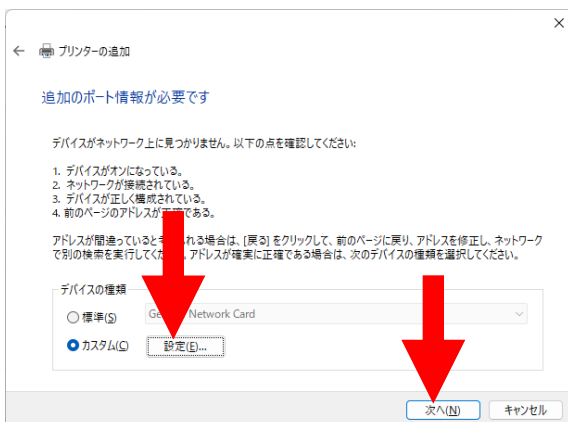 プリンターの追加
追加のポート情報が必要です
デバイスがネットワーク上に見つかりません。以下の点を確認してください:
1. デバイスがオンになっている。
2. ネットワークが接続されている。
3. デバイスが正しく構成されている。
4. 前のページのアドレスが正確である。
アドレスが間違っていると考えられる場合は、[戻る] をクリックして、前のページに戻り、アドレスを修正し、ネットワーク
で別の検索を実行してください。アドレスが確実に正確である場合は、次のデバイスの種類を選択してください。
デバイスの種類
標準(S)
Network Card
カスタム(C)
設定(E)...
次へ(N)
キャンセル